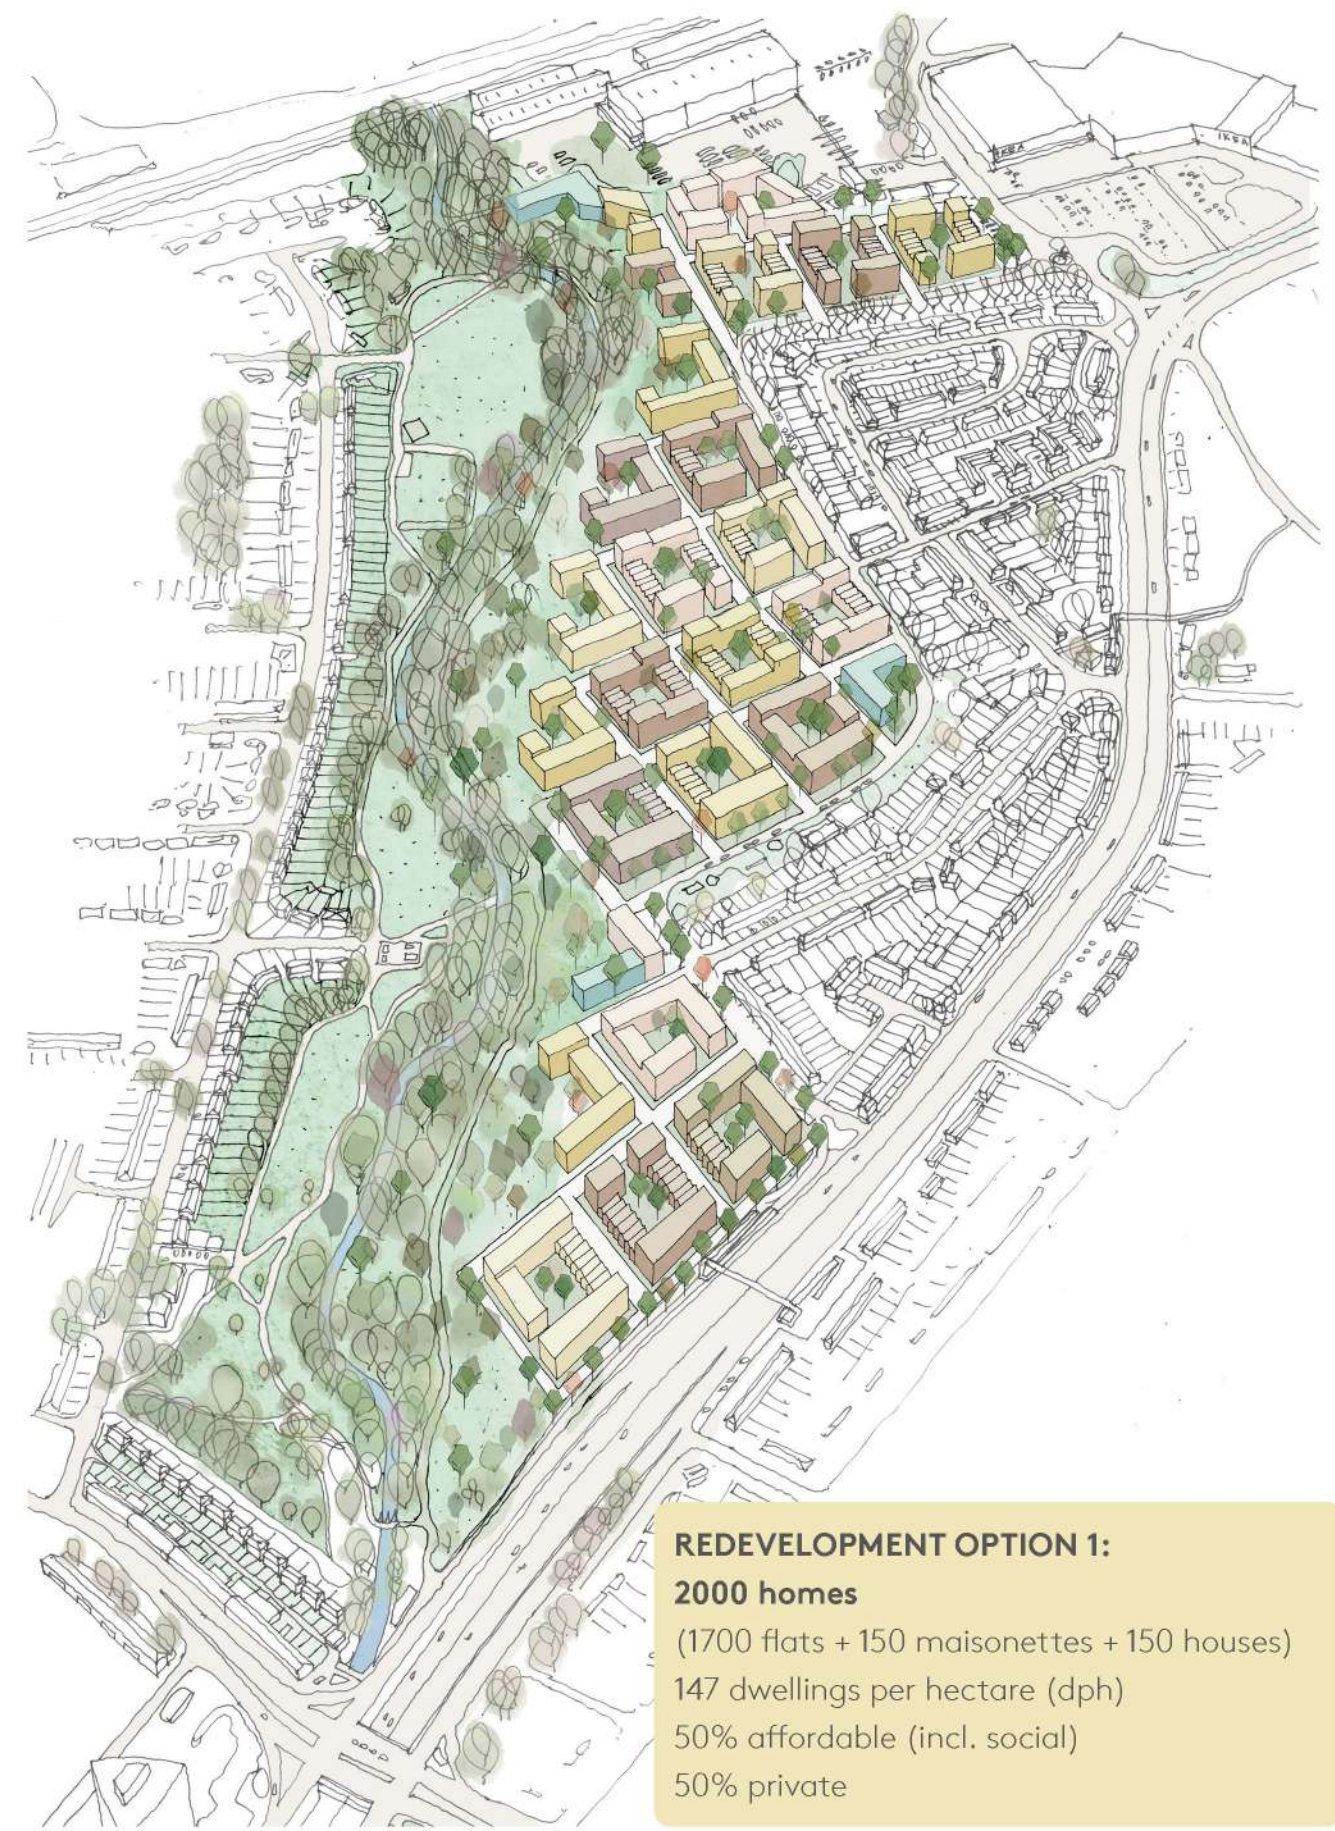 IKEA
IKEA
REDEVELOPMENT OPTION 1:
2000 homes
(1700 flats + 150 maisonettes + 150 houses)
147 dwellings per hectare (dph)
50% affordable (incl. social)
50% private